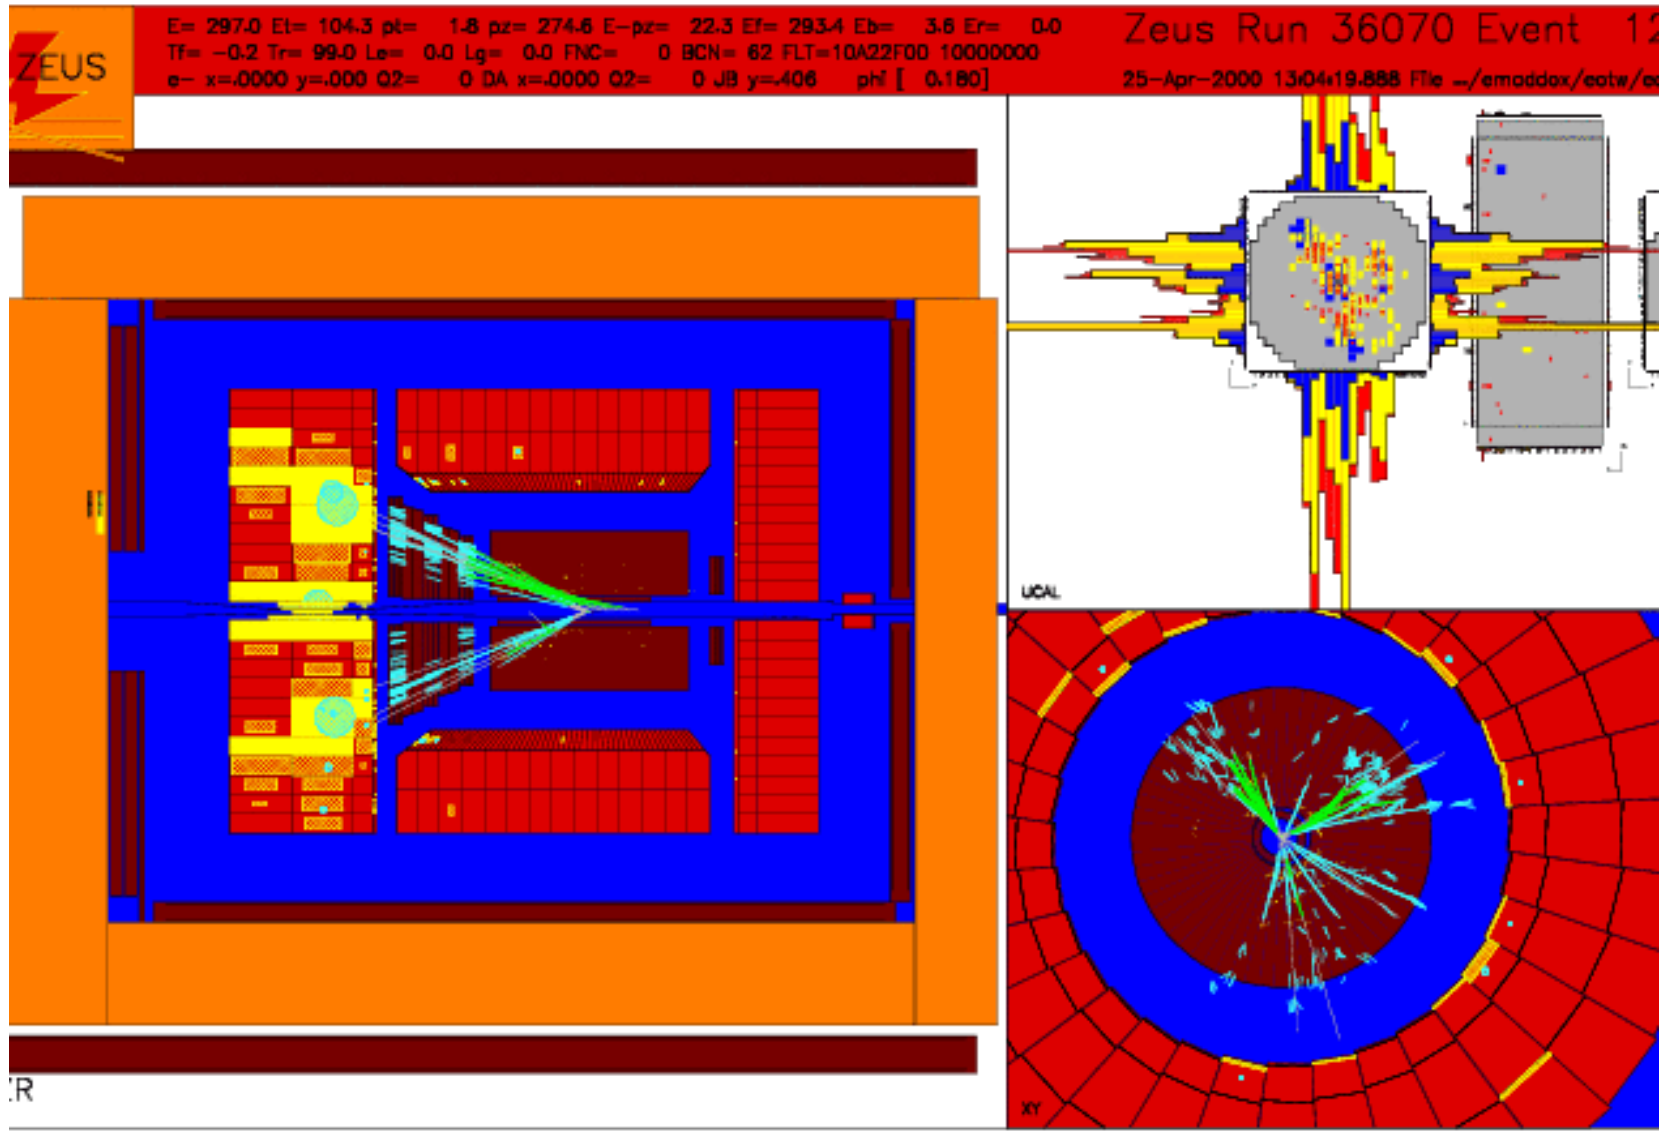 ZEUS
E= 297.0 Et= 104.3 pt= 1.8 pz= 274.6 E-pz= 22.3 Ef= 293.4 Eb= 3.6 Er= 0.0
Tf= -0.2 Tr= 99.0 Le= 0.0 Lg= 0.0 FNC= 0 BCN= 62 FLT=10A22F00 10000000
e- x=.0000 y=.000 Q2= 0 DA x=.0000 Q2= 0 JB y=.406 phi [ 0.180]
Zeus Run 36070 Event 12
25-Apr-2000 13:04:19.888 File /emaddox/eotw/
UCAL
XY
R